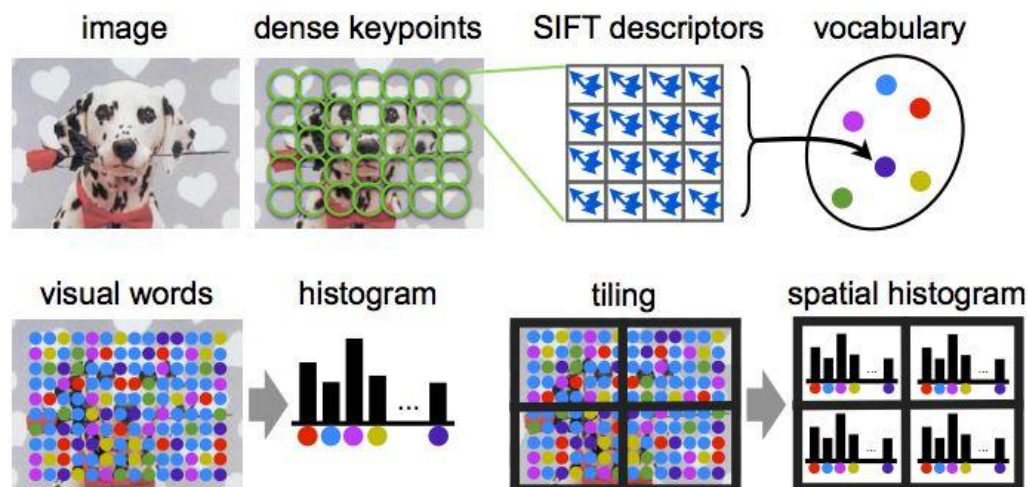 image
dense keypoints
SIFT descriptors
vocabulary
visual words
histogram
tiling
spatial histogram
...
...
...
...
...